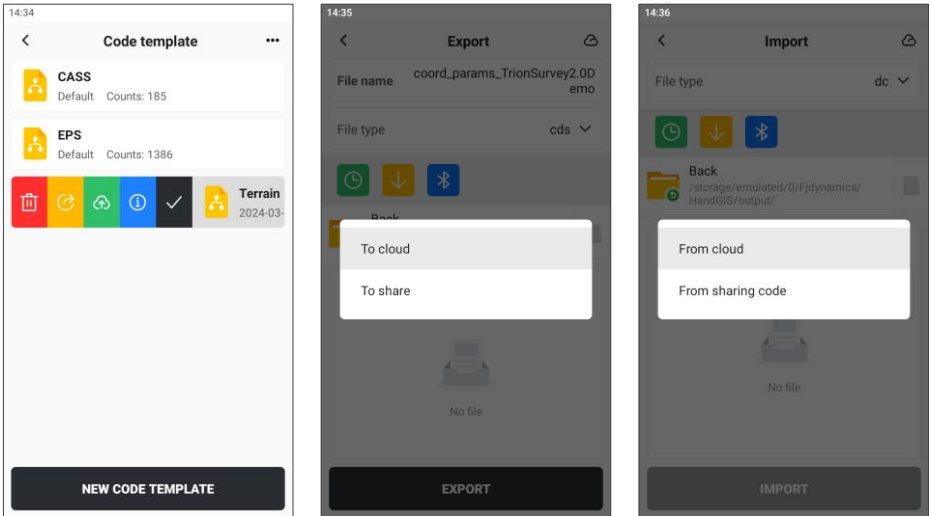 14:34
Code template
CASS
Default Counts: 185
EPS
Default Counts: 1386
Terrain
2024-03-
NEW CODE TEMPLATE
14:35
Export
File name
coord_params_TrionSurvey2.0D
emo
File type
cds
Back
To cloud
To share
No file
EXPORT
14:36
Import
File type
dc
Back
/storage/emulated/0/Fjdynamics/
HandGIS/output/
From cloud
From sharing code
No file
IMPORT